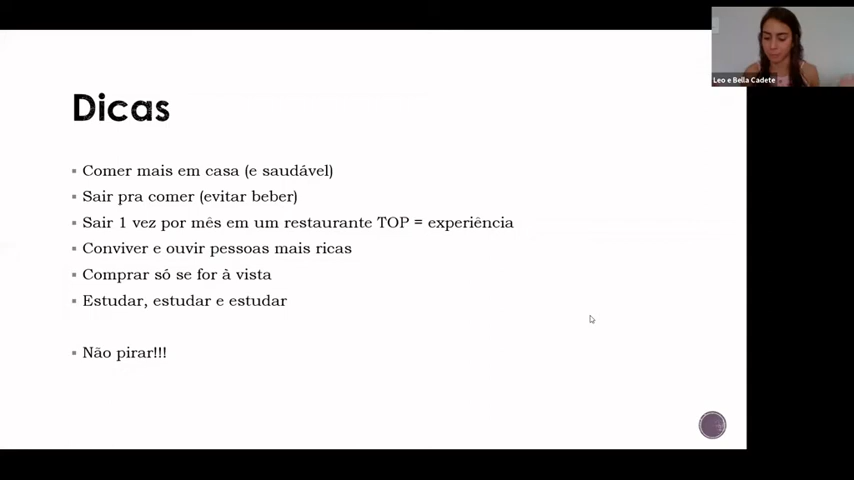 Leo e Bella Cadete
Dicas
Comer mais em casa (e saudável)
Sair pra comer (evitar beber)
Sair 1 vez por mês em um restaurante TOP = experiência
Conviver e ouvir pessoas mais ricas
Comprar só se for à vista
Estudar, estudar e estudar
Não pirar!!!